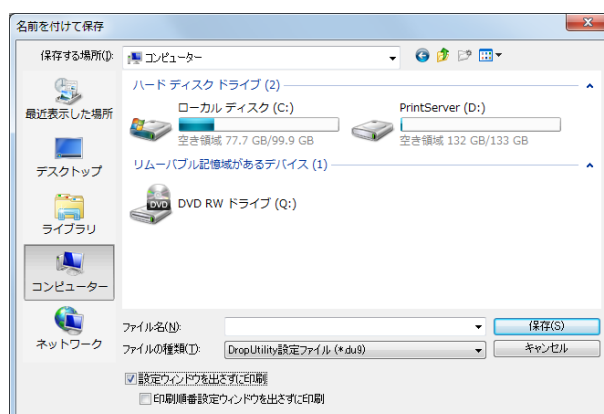 名前を付けて保存
保存する場所(I):
コンピューター
最近表示した場所
デスクトップ
ライブラリ
コンピューター
ネットワーク
ハード ディスク ドライブ (2)
ローカル ディスク (C:)
空き領域 77.7 GB/99.9 GB
PrintServer (D:)
空き領域 132 GB/133 GB
リムーバブル記憶域があるデバイス (1)
DVD
DVD RW ドライブ (Q:)
ファイル名(N):
保存(S)
ファイルの種類(T):
DropUtility設定ファイル (*.du9)
キャンセル
設定ウィンドウを出さずに印刷
印刷順番設定ウィンドウを出さずに印刷